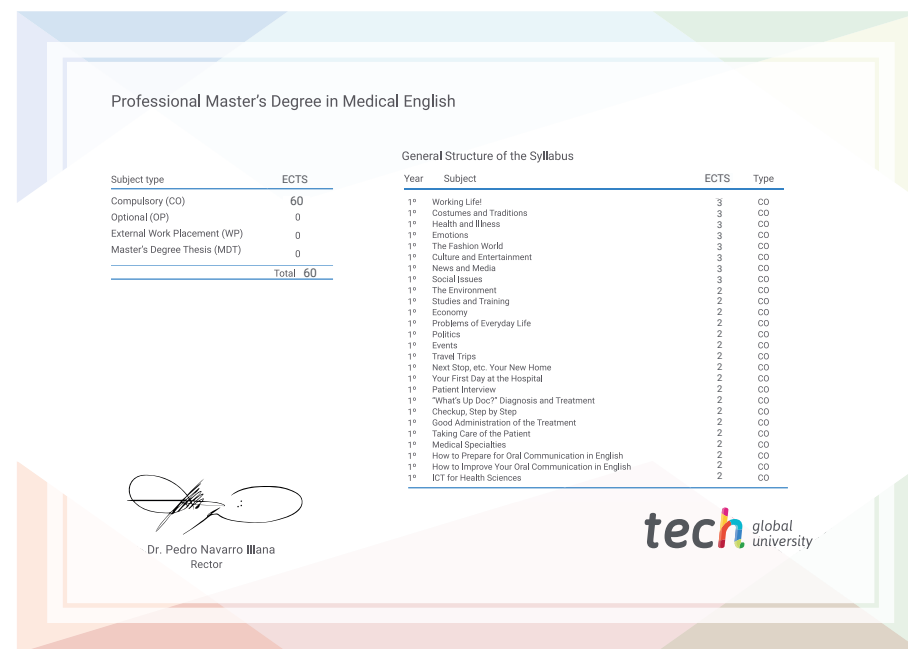 Professional Master's Degree in Medical English
Subject type ECTS
Compulsory (CO) 60
Optional (OP) 0
External Work Placement (WP) 0
Master's Degree Thesis (MDT) 0
Total 60
General Structure of the Syllabus
Year Subject ECTS Type
1º Working Life! 3 CO
1º Costumes and Traditions 3 CO
1º Health and Illness 3 CO
1º Emotions 3 CO
1º The Fashion World 3 CO
1º Culture and Entertainment 3 CO
1º News and Media 3 CO
1º Social Issues 3 CO
1º The Environment 2 CO
1º Studies and Training 2 CO
1º Economy 2 CO
1º Problems of Everyday Life 2 CO
1º Politics 2 CO
1º Events 2 CO
1º Travel Trips 2 CO
1º Next Stop, etc. Your New Home 2 CO
1º Your First Day at the Hospital 2 CO
1º Patient Interview 2 CO
1º "What's Up Doc?" Diagnosis and Treatment 2 CO
1º Checkup, Step by Step 2 CO
1º Good Administration of the Treatment 2 CO
1º Taking Care of the Patient 2 CO
1º Medical Specialties 2 CO
1º How to Prepare for Oral Communication in English 2 CO
1º How to Improve Your Oral Communication in English 2 CO
1º ICT for Health Sciences 2 CO
Dr. Pedro Navarro Illana
Rector
tech global
university